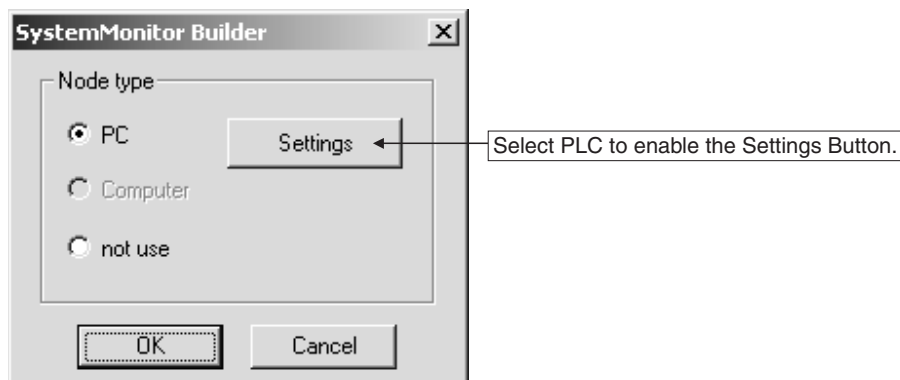 SystemMonitor Builder
Node type
PC
Settings
Select PLC to enable the Settings Button.
Computer
not use
OK
Cancel